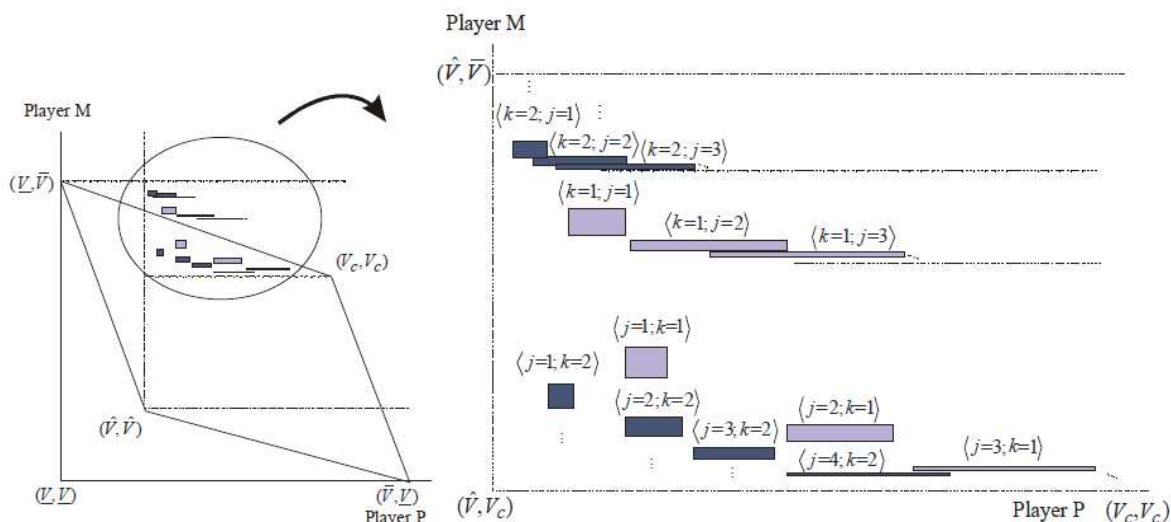 Player M
(V̲, V̅)
(V_c, V_c)
(V̂, V̂)
(V̲, V̲)
(V̅, V̲)
Player P
Player M
(V̂, V̅)
⟨k=2; j=1⟩
⟨k=2; j=2⟩
⟨k=2; j=3⟩
⟨k=1; j=1⟩
⟨k=1; j=2⟩
⟨k=1; j=3⟩
⟨j=1; k=1⟩
⟨j=1; k=2⟩
⟨j=2; k=2⟩
⟨j=2; k=1⟩
⟨j=3; k=2⟩
⟨j=3; k=1⟩
⟨j=4; k=2⟩
(V̂, V_c)
Player P
(V_c, V_c)